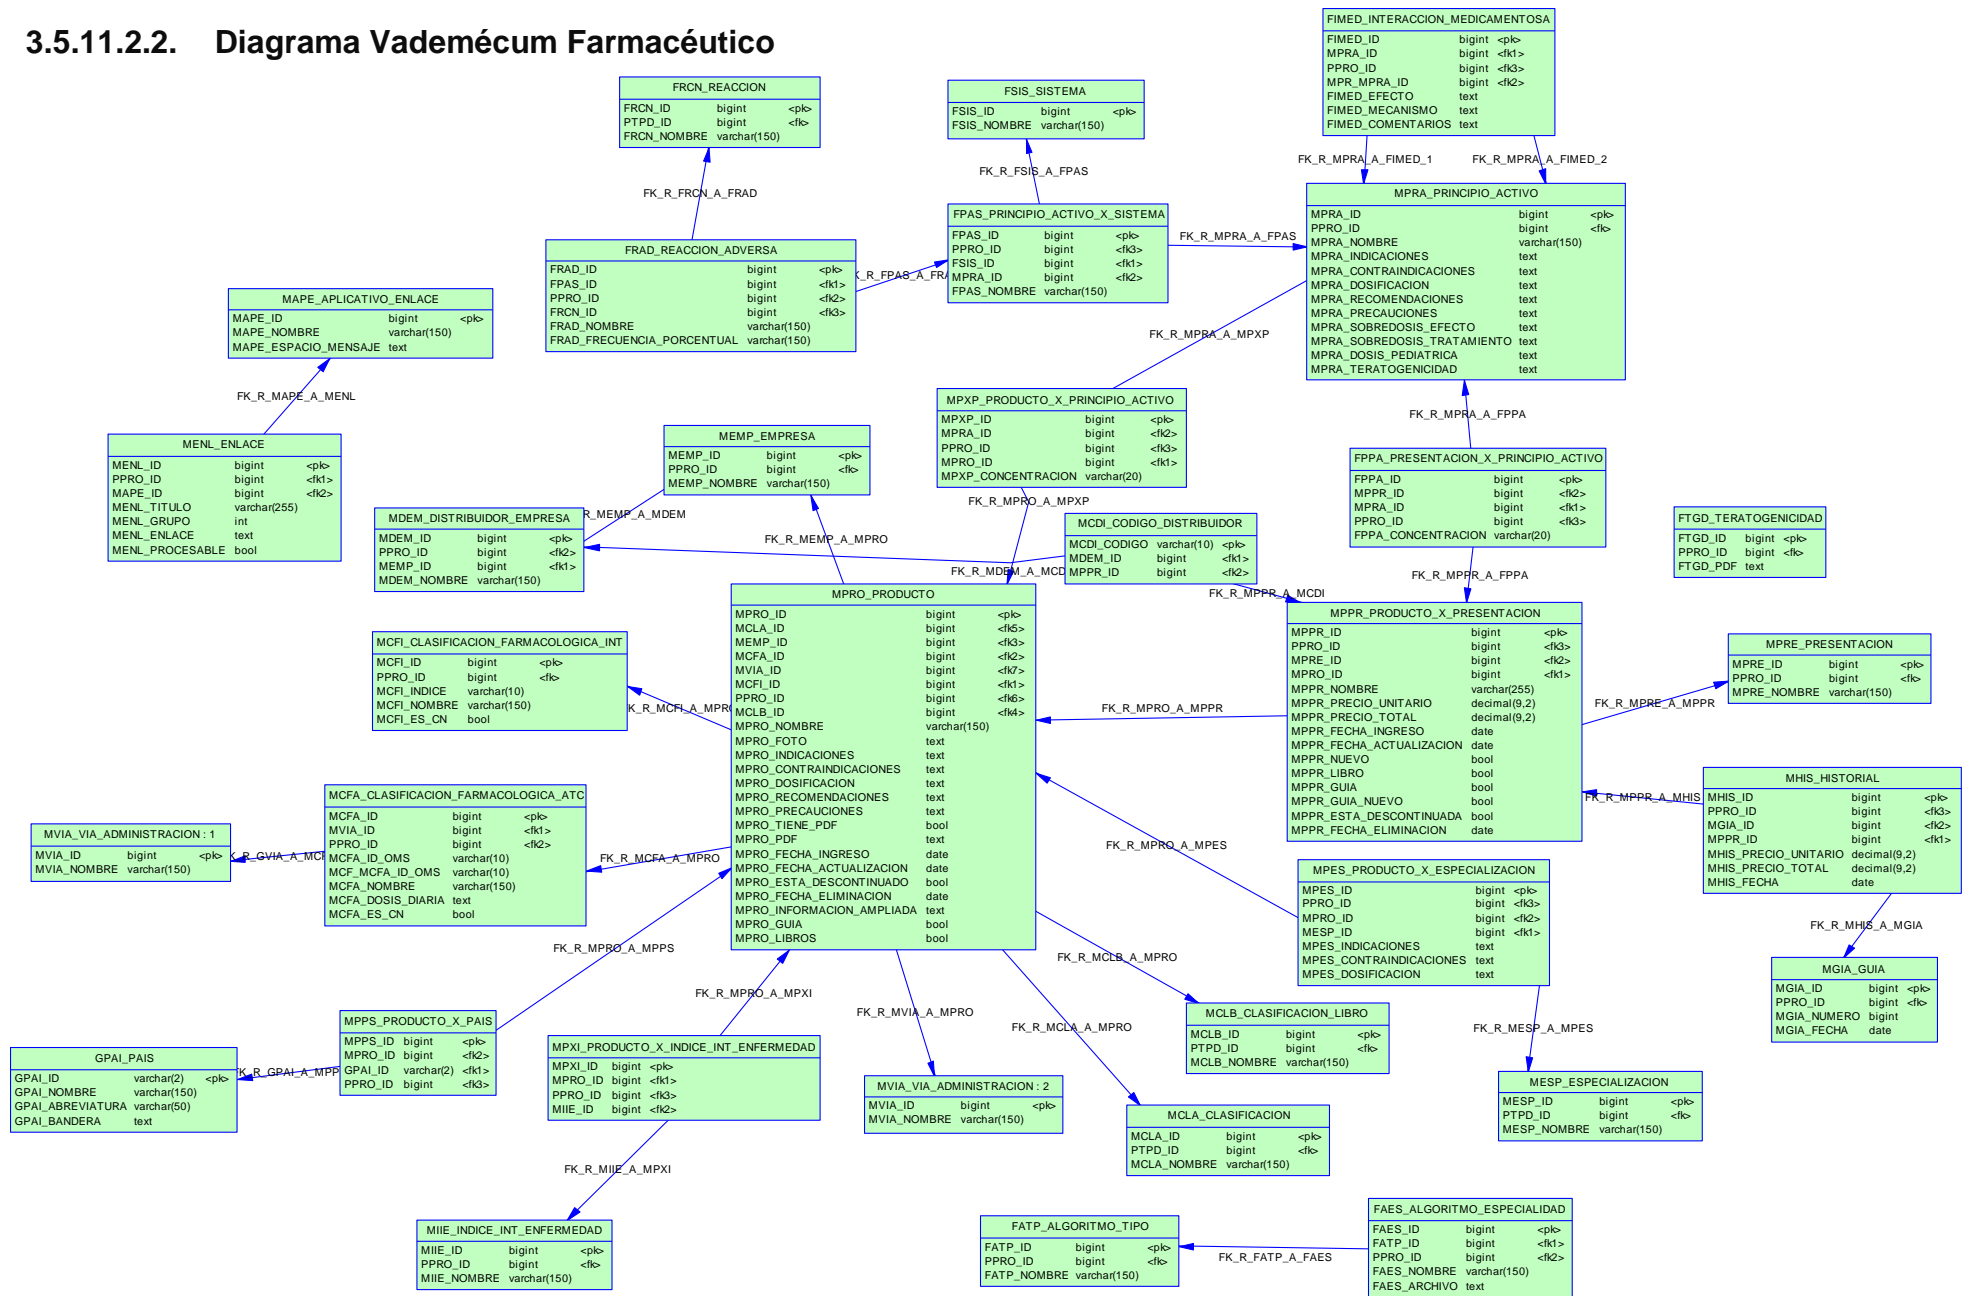 3.5.11.2.2. Diagrama Vademécum Farmacéutico
FIMED_INTERACCION_MEDICAMENTOSA
FIMED_ID bigint <pk>
MPRA_ID bigint <fk1>
PPRO_ID bigint <fk3>
MPR_MPRA_ID bigint <fk2>
FIMED_EFECTO text
FIMED_MECANISMO text
FIMED_COMENTARIOS text
FRCN_REACCION
FRCN_ID bigint <pk>
PTPD_ID bigint <fk>
FRCN_NOMBRE varchar(150)
FSIS_SISTEMA
FSIS_ID bigint <pk>
FSIS_NOMBRE varchar(150)
FK_R_MPRA_A_FIMED_1
FK_R_MPRA_A_FIMED_2
FK_R_FSIS_A_FPAS
FK_R_FRCN_A_FRAD
MPRA_PRINCIPIO_ACTIVO
MPRA_ID bigint <pk>
PPRO_ID bigint <fk>
MPRA_NOMBRE varchar(150)
MPRA_INDICACIONES text
MPRA_CONTRAINDICACIONES text
MPRA_DOSIFICACION text
MPRA_RECOMENDACIONES text
MPRA_PRECAUCIONES text
MPRA_SOBREDOSIS_EFECTO text
MPRA_SOBREDOSIS_TRATAMIENTO text
MPRA_DOSIS_PEDIATRICA text
MPRA_TERATOGENICIDAD text
FPAS_PRINCIPIO_ACTIVO_X_SISTEMA
FPAS_ID bigint <pk>
PPRO_ID bigint <fk3>
FSIS_ID bigint <fk1>
MPRA_ID bigint <fk2>
FPAS_NOMBRE varchar(150)
FK_R_MPRA_A_FPAS
FRAD_REACCION_ADVERSA
FRAD_ID bigint <pk>
FPAS_ID bigint <fk1>
PPRO_ID bigint <fk2>
FRCN_ID bigint <fk3>
FRAD_NOMBRE varchar(150)
FRAD_FRECUENCIA_PORCENTUAL varchar(150)
K_R_FPAS_A_FRA
MAPE_APLICATIVO_ENLACE
MAPE_ID bigint <pk>
MAPE_NOMBRE varchar(150)
MAPE_ESPACIO_MENSAJE text
FK_R_MPRA_A_MPXP
FK_R_MAPE_A_MENL
MPXP_PRODUCTO_X_PRINCIPIO_ACTIVO
MPXP_ID bigint <pk>
MPRA_ID bigint <fk2>
PPRO_ID bigint <fk3>
MPRO_ID bigint <fk1>
MPXP_CONCENTRACION varchar(20)
FK_R_MPRA_A_FPPA
MENL_ENLACE
MENL_ID bigint <pk>
PPRO_ID bigint <fk1>
MAPE_ID bigint <fk2>
MENL_TITULO varchar(255)
MENL_GRUPO int
MENL_ENLACE text
MENL_PROCESABLE bool
MEMP_EMPRESA
MEMP_ID bigint <pk>
PPRO_ID bigint <fk>
MEMP_NOMBRE varchar(150)
FPPA_PRESENTACION_X_PRINCIPIO_ACTIVO
FPPA_ID bigint <pk>
MPPR_ID bigint <fk2>
MPRA_ID bigint <fk1>
PPRO_ID bigint <fk3>
FPPA_CONCENTRACION varchar(20)
FK_R_MPRO_A_MPXP
MDEM_DISTRIBUIDOR_EMPRESA
MDEM_ID bigint <pk>
PPRO_ID bigint <fk2>
MEMP_ID bigint <fk1>
MDEM_NOMBRE varchar(150)
R_MEMP_A_MDEM
FK_R_MEMP_A_MPRO
MCDI_CODIGO_DISTRIBUIDOR
MCDI_CODIGO varchar(10) <pk>
MDEM_ID bigint <fk1>
MPPR_ID bigint <fk2>
FTGD_TERATOGENICIDAD
FTGD_ID bigint <pk>
PPRO_ID bigint <fk>
FTGD_PDF text
FK_R_MDEM_A_MCD
FK_R_MPPR_A_FPPA
FK_R_MPPR_A_MCDI
MPRO_PRODUCTO
MPRO_ID bigint <pk>
MCLA_ID bigint <fk5>
MEMP_ID bigint <fk3>
MCFA_ID bigint <fk2>
MVIA_ID bigint <fk7>
MCFI_ID bigint <fk1>
PPRO_ID bigint <fk6>
MCLB_ID bigint <fk4>
MPRO_NOMBRE varchar(150)
MPRO_FOTO text
MPRO_INDICACIONES text
MPRO_CONTRAINDICACIONES text
MPRO_DOSIFICACION text
MPRO_RECOMENDACIONES text
MPRO_PRECAUCIONES text
MPRO_TIENE_PDF bool
MPRO_PDF text
MPRO_FECHA_INGRESO date
MPRO_FECHA_ACTUALIZACION date
MPRO_ESTA_DESCONTINUADO bool
MPRO_FECHA_ELIMINACION date
MPRO_INFORMACION_AMPLIADA text
MPRO_GUIA bool
MPRO_LIBROS bool
MPPR_PRODUCTO_X_PRESENTACION
MPPR_ID bigint <pk>
PPRO_ID bigint <fk3>
MPRE_ID bigint <fk2>
MPRO_ID bigint <fk1>
MPPR_NOMBRE varchar(255)
MPPR_PRECIO_UNITARIO decimal(9,2)
MPPR_PRECIO_TOTAL decimal(9,2)
MPPR_FECHA_INGRESO date
MPPR_FECHA_ACTUALIZACION date
MPPR_NUEVO bool
MPPR_LIBRO bool
MPPR_GUIA bool
MPPR_GUIA_NUEVO bool
MPPR_ESTA_DESCONTINUADA bool
MPPR_FECHA_ELIMINACION date
MCFI_CLASIFICACION_FARMACOLOGICA_INT
MCFI_ID bigint <pk>
PPRO_ID bigint <fk>
MCFI_INDICE varchar(10)
MCFI_NOMBRE varchar(150)
MCFI_ES_CN bool
MPRE_PRESENTACION
MPRE_ID bigint <pk>
PPRO_ID bigint <fk>
MPRE_NOMBRE varchar(150)
K_R_MCFI_A_MPRO
FK_R_MPRO_A_MPPR
FK_R_MPRE_A_MPPR
MCFA_CLASIFICACION_FARMACOLOGICA_ATC
MCFA_ID bigint <pk>
MVIA_ID bigint <fk1>
PPRO_ID bigint <fk2>
MCFA_ID_OMS varchar(10)
MCF_MCFA_ID_OMS varchar(10)
MCFA_NOMBRE varchar(150)
MCFA_DOSIS_DIARIA text
MCFA_ES_CN bool
MHIS_HISTORIAL
MHIS_ID bigint <pk>
PPRO_ID bigint <fk3>
MGIA_ID bigint <fk2>
MPPR_ID bigint <fk1>
MHIS_PRECIO_UNITARIO decimal(9,2)
MHIS_PRECIO_TOTAL decimal(9,2)
MHIS_FECHA date
FK_R_MPPR_A_MHIS
MVIA_VIA_ADMINISTRACION : 1
MVIA_ID bigint <pk>
MVIA_NOMBRE varchar(150)
K_R_GVIA_A_MCF
FK_R_MCFA_A_MPRO
FK_R_MPRO_A_MPES
MPES_PRODUCTO_X_ESPECIALIZACION
MPES_ID bigint <pk>
PPRO_ID bigint <fk3>
MPRO_ID bigint <fk2>
MESP_ID bigint <fk1>
MPES_INDICACIONES text
MPES_CONTRAINDICACIONES text
MPES_DOSIFICACION text
FK_R_MHIS_A_MGIA
FK_R_MPRO_A_MPPS
FK_R_MCLB_A_MPRO
MGIA_GUIA
MGIA_ID bigint <pk>
PPRO_ID bigint <fk>
MGIA_NUMERO bigint
MGIA_FECHA date
FK_R_MPRO_A_MPXI
FK_R_MVIA_A_MPRO
FK_R_MCLA_A_MPRO
FK_R_MESP_A_MPES
MPPS_PRODUCTO_X_PAIS
MPPS_ID bigint <pk>
MPRO_ID bigint <fk2>
GPAI_ID varchar(2) <fk1>
PPRO_ID bigint <fk3>
MCLB_CLASIFICACION_LIBRO
MCLB_ID bigint <pk>
PTPD_ID bigint <fk>
MCLB_NOMBRE varchar(150)
GPAI_PAIS
GPAI_ID varchar(2) <pk>
GPAI_NOMBRE varchar(150)
GPAI_ABREVIATURA varchar(50)
GPAI_BANDERA text
K_R_GPAI_A_MPP
MPXI_PRODUCTO_X_INDICE_INT_ENFERMEDAD
MPXI_ID bigint <pk>
MPRO_ID bigint <fk1>
PPRO_ID bigint <fk3>
MIIE_ID bigint <fk2>
MVIA_VIA_ADMINISTRACION : 2
MVIA_ID bigint <pk>
MVIA_NOMBRE varchar(150)
MESP_ESPECIALIZACION
MESP_ID bigint <pk>
PTPD_ID bigint <fk>
MESP_NOMBRE varchar(150)
MCLA_CLASIFICACION
MCLA_ID bigint <pk>
PTPD_ID bigint <fk>
MCLA_NOMBRE varchar(150)
FK_R_MIIE_A_MPXI
MIIE_INDICE_INT_ENFERMEDAD
MIIE_ID bigint <pk>
PPRO_ID bigint <fk>
MIIE_NOMBRE varchar(150)
FATP_ALGORITMO_TIPO
FATP_ID bigint <pk>
PPRO_ID bigint <fk>
FATP_NOMBRE varchar(150)
FK_R_FATP_A_FAES
FAES_ALGORITMO_ESPECIALIDAD
FAES_ID bigint <pk>
FATP_ID bigint <fk1>
PPRO_ID bigint <fk2>
FAES_NOMBRE varchar(150)
FAES_ARCHIVO text